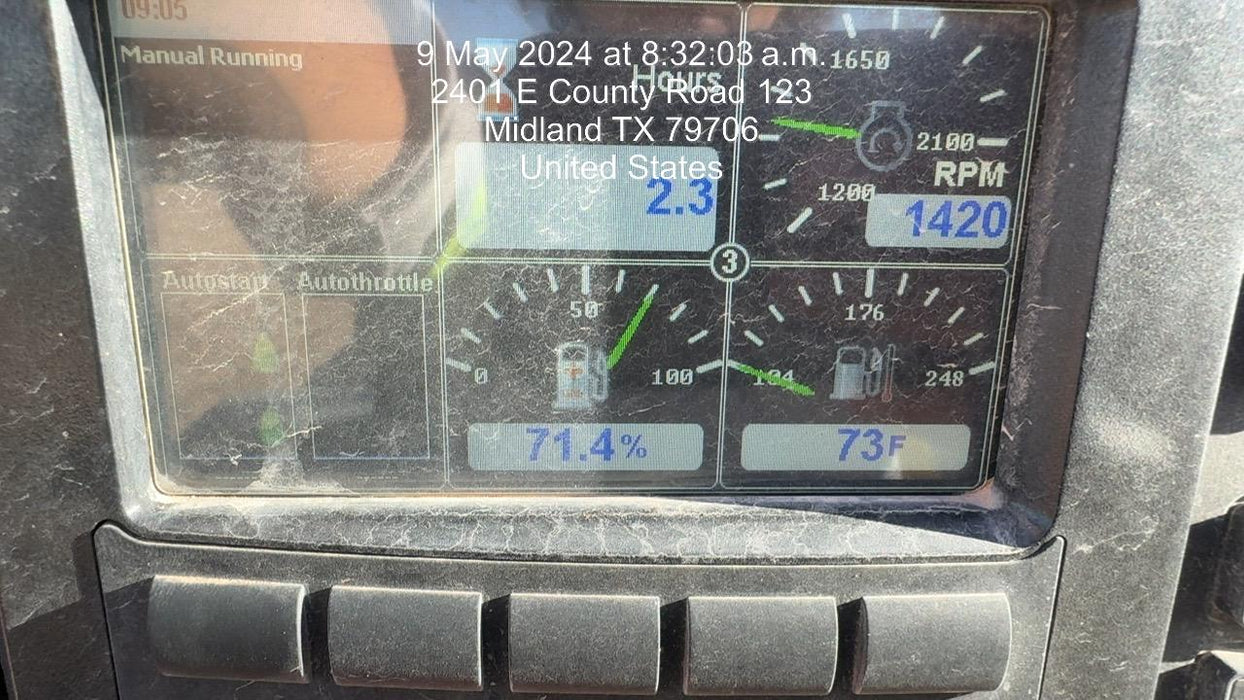 09:05
Manual Running
9 May 2024 at 8:32:03 a.m.
2401 E County Road 123
Midland TX 79706
United States
Hours
2.3
1650
2100
RPM
1200
1420
3
Autostart
Autothrottle
50
0
100
71.4%
176
104
248
73F